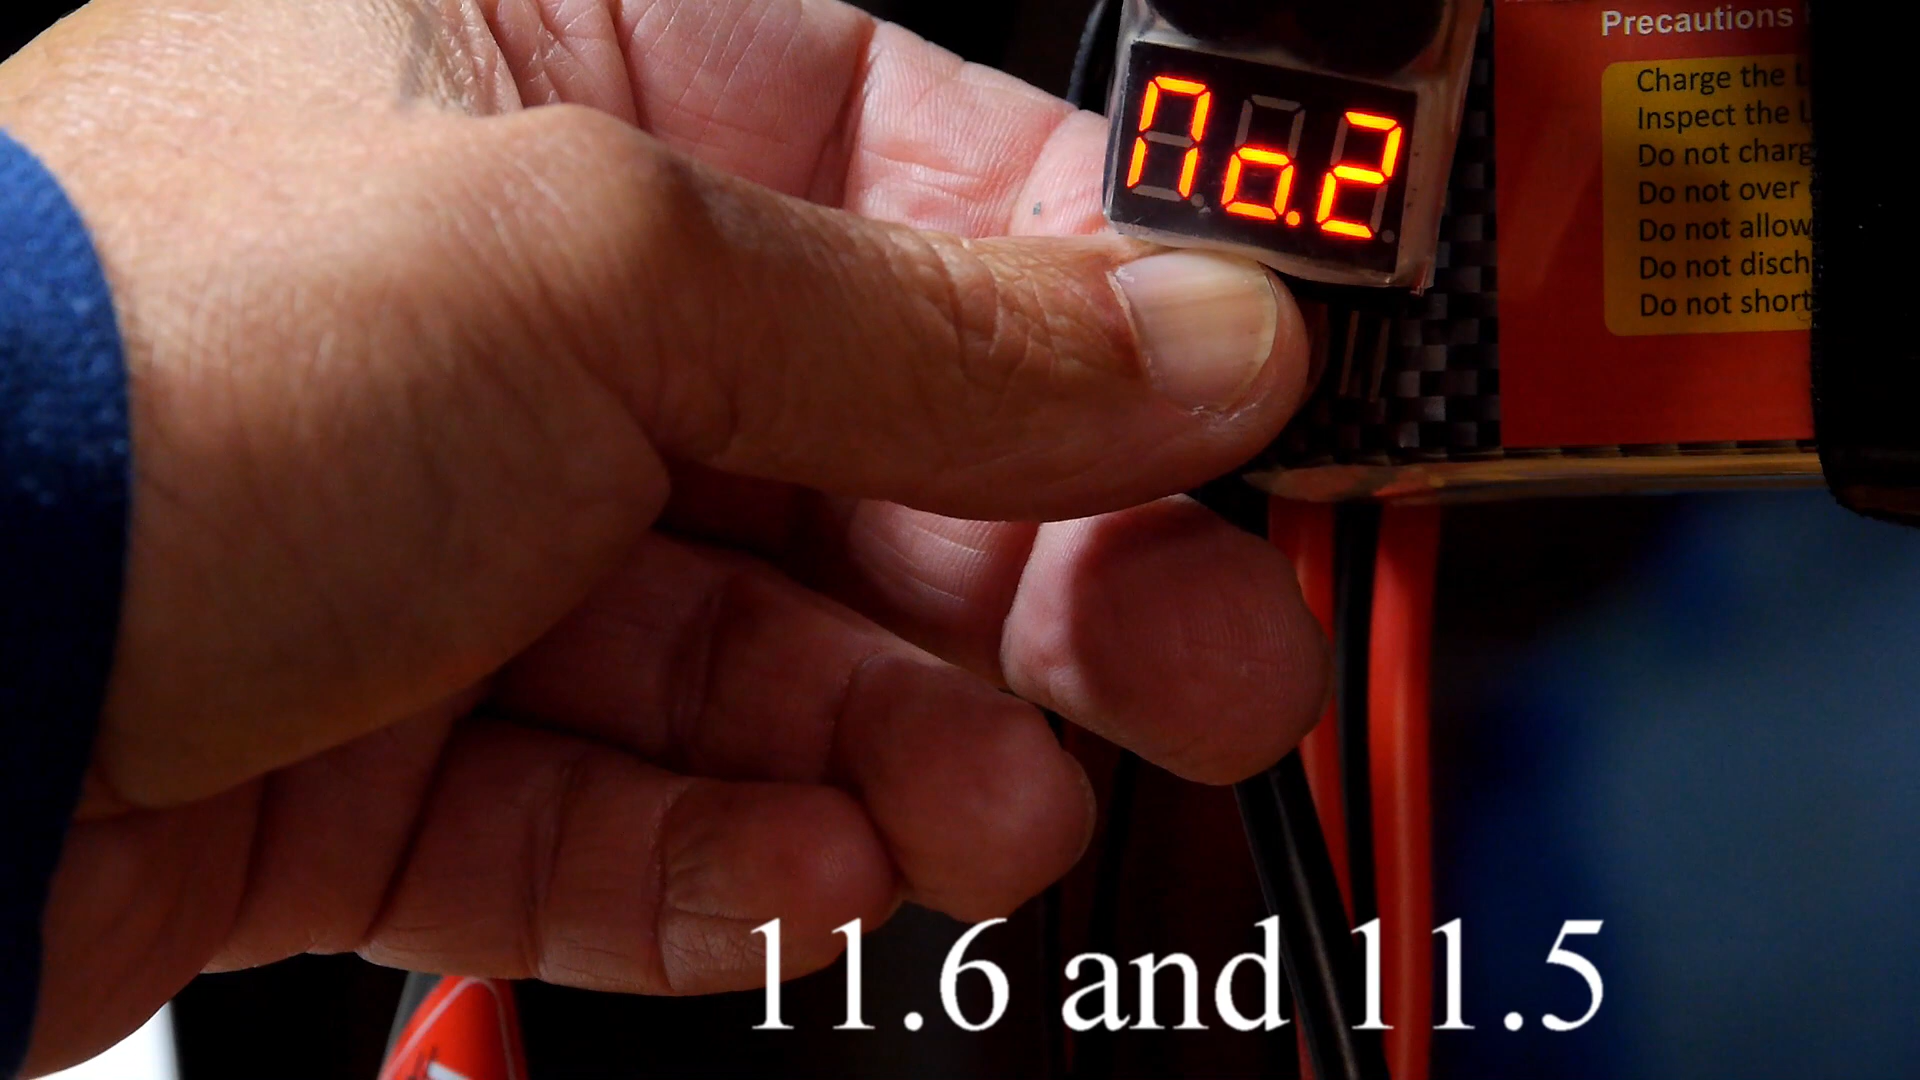 Precautions
Charge the
Inspect the
Do not charg
Do not over
Do not allow
Do not disch
Do not short
No.2
11.6 and 11.5